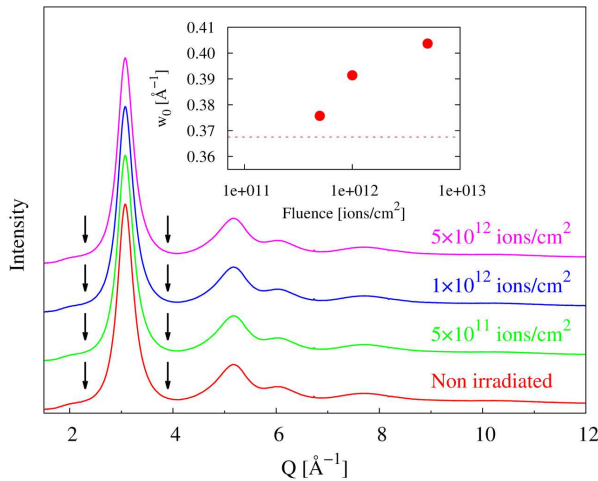 0.41
0.40
0.39
0.38
0.37
0.36
w₀ [Å⁻¹]
1e+011 1e+012 1e+013
Fluence [ions/cm²]
Intensity
5×10¹² ions/cm²
1×10¹² ions/cm²
5×10¹¹ ions/cm²
Non irradiated
2 4 6 8 10 12
Q [Å⁻¹]